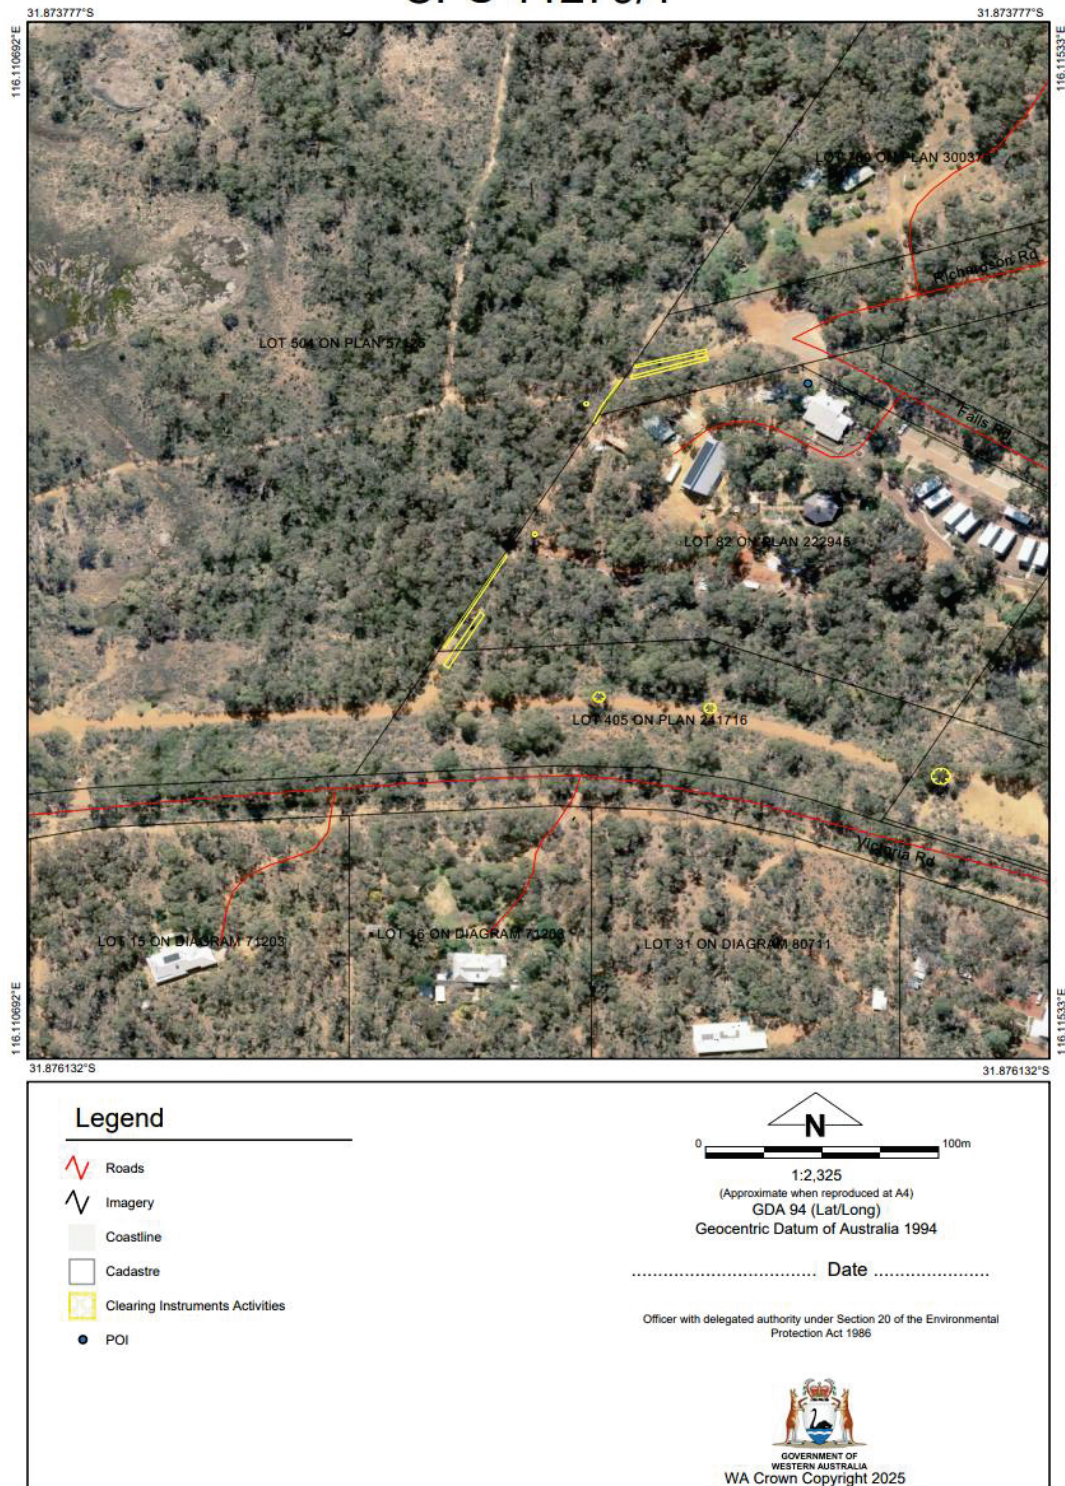 31.873777°S
31.873777°S
116.110692°E
116.11533°E
LOT ON PLAN
Richardson Rd
LOT 504 ON PLAN
Falls Rd
LOT 82 ON PLAN 222945
LOT 405 ON PLAN 241716
Victoria Rd
LOT 15 ON DIAGRAM 71203
LOT 16 ON DIAGRAM 71203
LOT 31 ON DIAGRAM 80711
116.110692°E
116.11533°E
31.876132°S
31.876132°S
Legend
Roads
Imagery
Coastline
Cadastre
Clearing Instruments Activities
POI
N
0
100m
1:2,325
(Approximate when reproduced at A4)
GDA 94 (Lat/Long)
Geocentric Datum of Australia 1994
.................................. Date ......................
Officer with delegated authority under Section 20 of the Environmental
Protection Act 1986
GOVERNMENT OF
WESTERN AUSTRALIA
WA Crown Copyright 2025